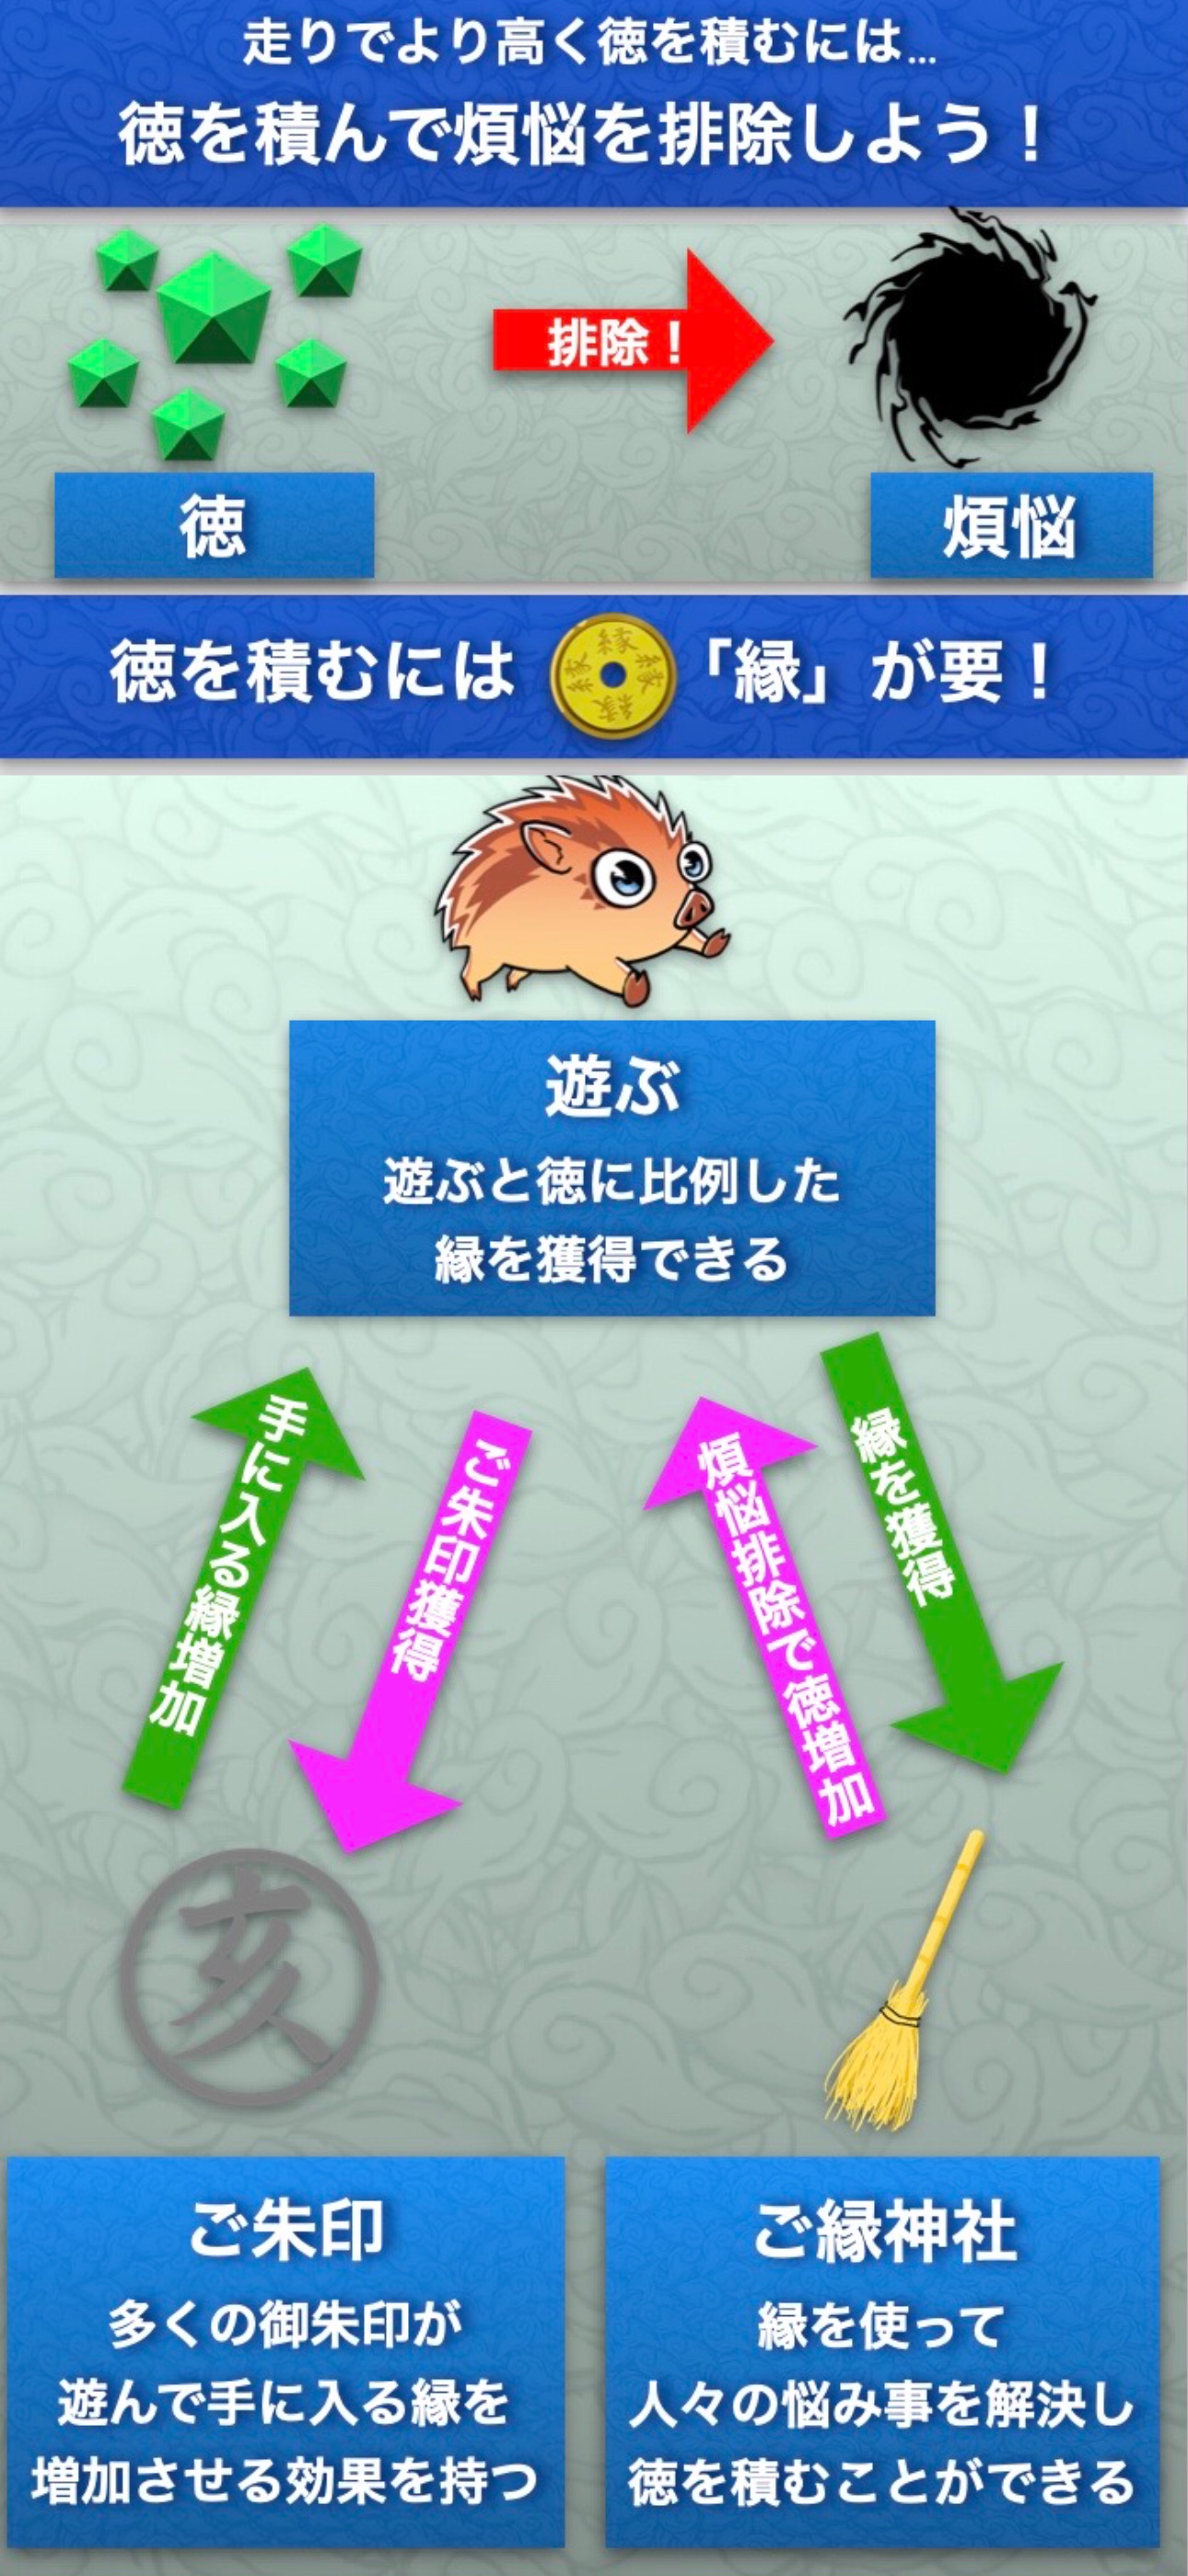 走りでより高く徳を積むには...
徳を積んで煩悩を排除しよう！
排除！
徳
煩悩
徳を積むには
縁
縁
縁
縁
「縁」が要！
遊ぶ
遊ぶと徳に比例した
縁を獲得できる
手に入る縁増加
ご朱印獲得
煩悩排除で徳増加
縁を獲得
亥
ご朱印
多くの御朱印が
遊んで手に入る縁を
増加させる効果を持つ
ご縁神社
縁を使って
人々の悩み事を解決し
徳を積むことができる